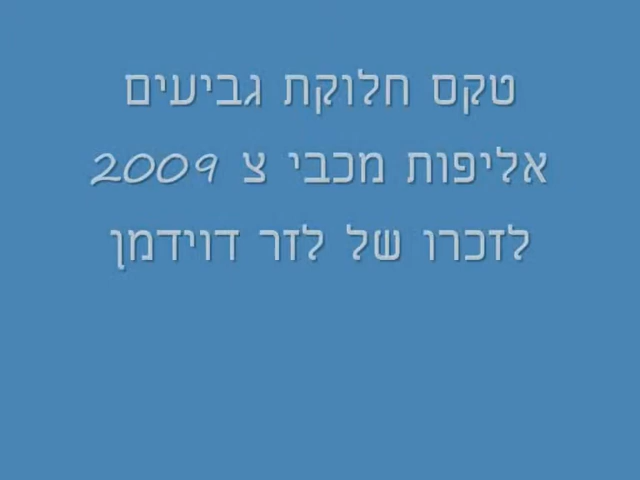 טקס חלוקת גביעים
אליפות מכבי צ 2009
לזכרו של לזר דוידמן